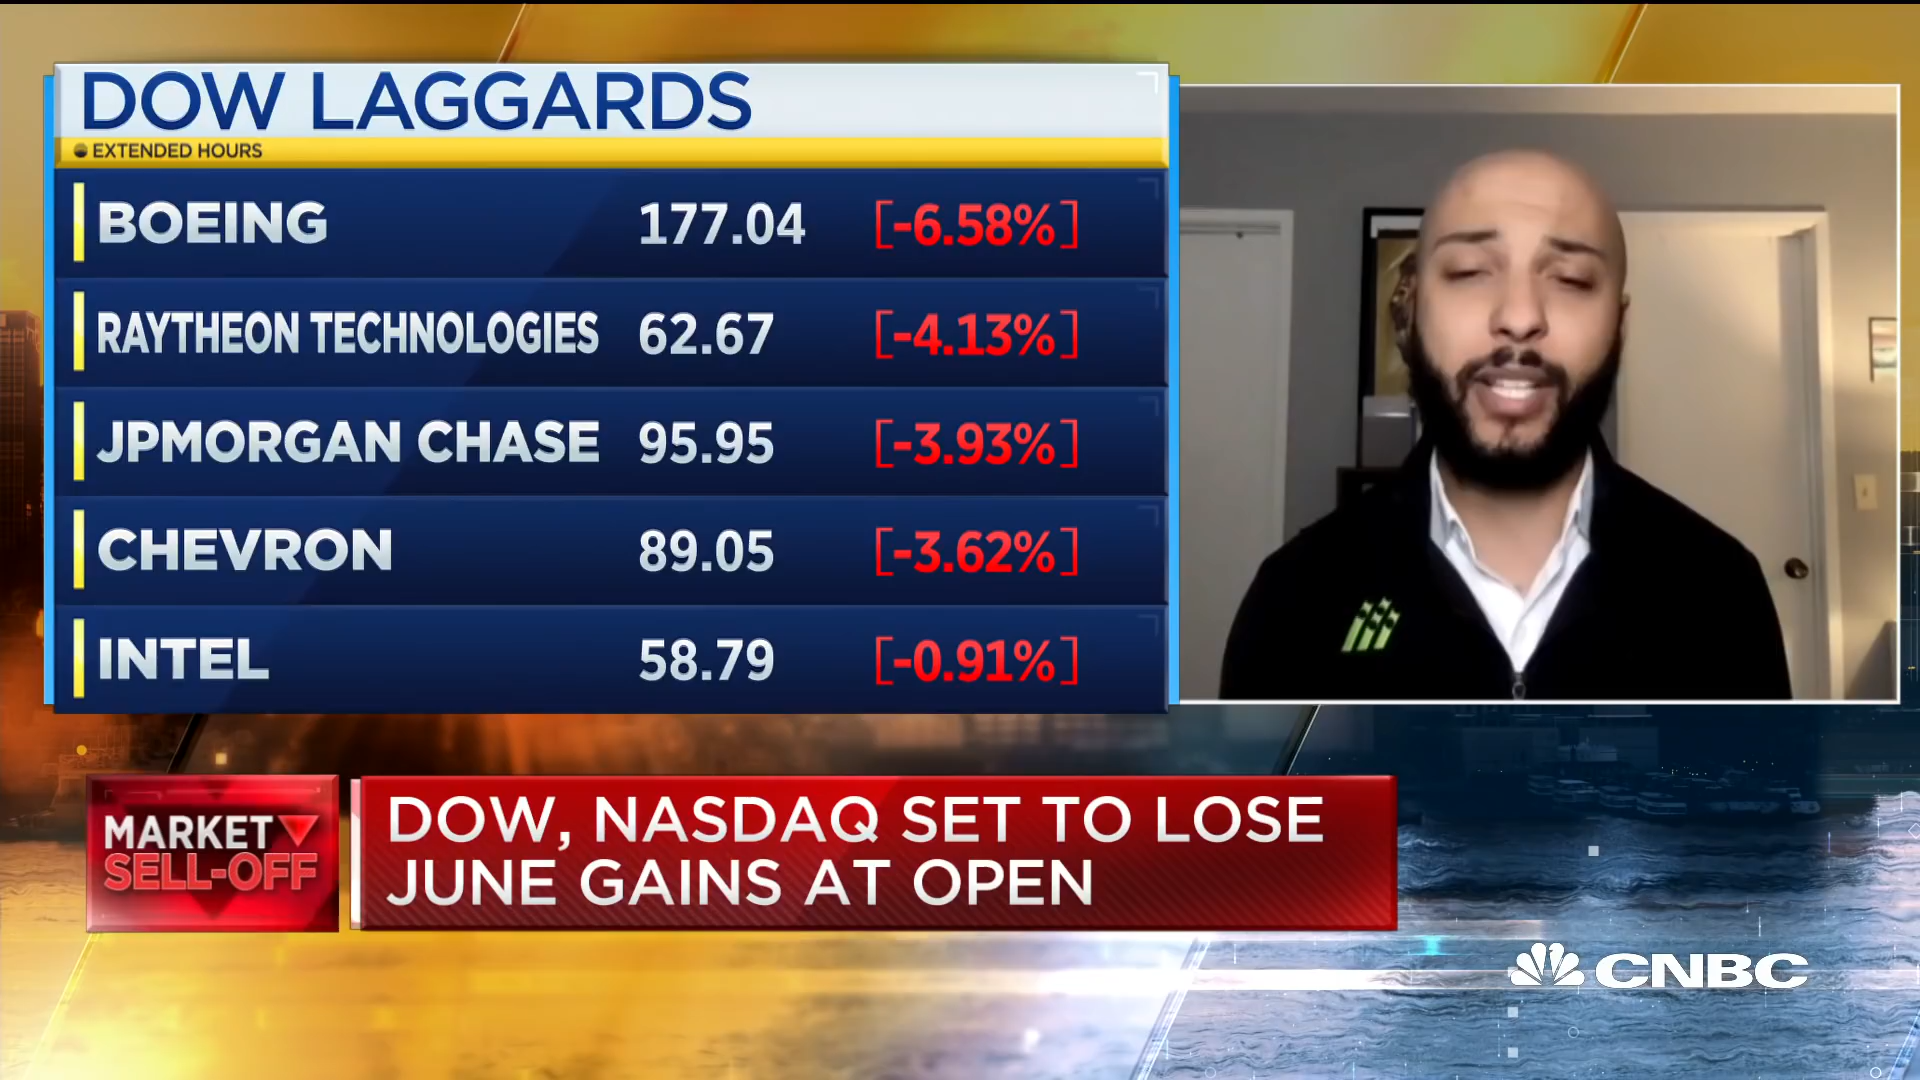 DOW LAGGARDS
EXTENDED HOURS
BOEING 177.04 [-6.58%]
RAYTHEON TECHNOLOGIES 62.67 [-4.13%]
JPMORGAN CHASE 95.95 [-3.93%]
CHEVRON 89.05 [-3.62%]
INTEL 58.79 [-0.91%]
MARKET
SELL-OFF
DOW, NASDAQ SET TO LOSE
JUNE GAINS AT OPEN
CNBC